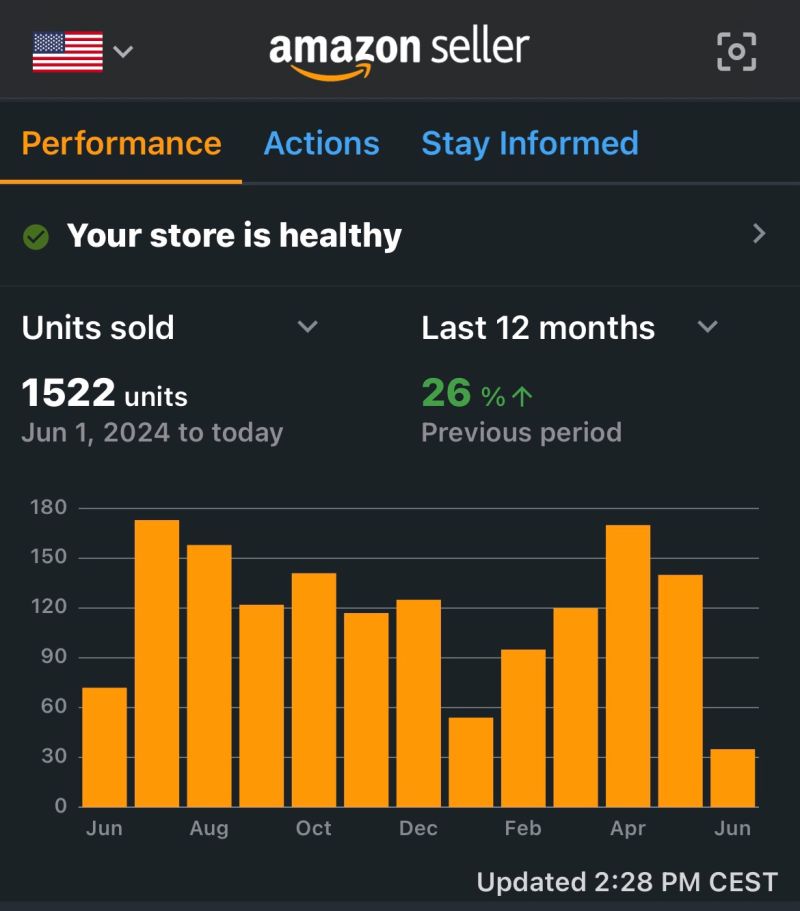 amazon seller
Performance Actions Stay Informed
Your store is healthy
Units sold Last 12 months
1522 units 26 % ↑
Jun 1, 2024 to today Previous period
180
150
120
90
60
30
0
Jun Aug Oct Dec Feb Apr Jun
Updated 2:28 PM CEST